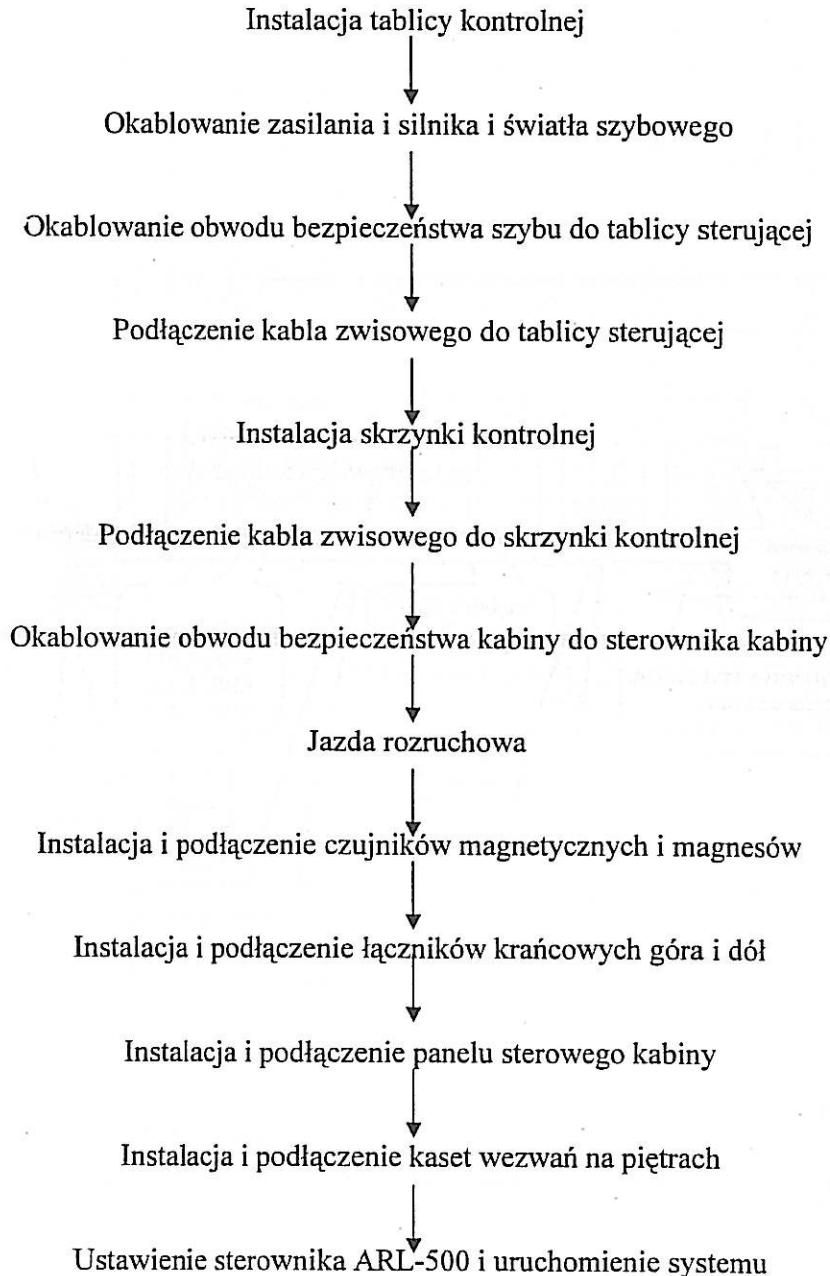 Instalacja tablicy kontrolnej
Okablowanie zasilania i silnika i światła szybowego
Okablowanie obwodu bezpieczeństwa szybu do tablicy sterującej
Podłączenie kabla zwisowego do tablicy sterującej
Instalacja skrzynki kontrolnej
Podłączenie kabla zwisowego do skrzynki kontrolnej
Okablowanie obwodu bezpieczeństwa kabiny do sterownika kabiny
Jazda rozruchowa
Instalacja i podłączenie czujników magnetycznych i magnesów
Instalacja i podłączenie łączników krańcowych góra i dół
Instalacja i podłączenie panelu sterowego kabiny
Instalacja i podłączenie kaset wezwań na piętrach
Ustawienie sterownika ARL-500 i uruchomienie systemu